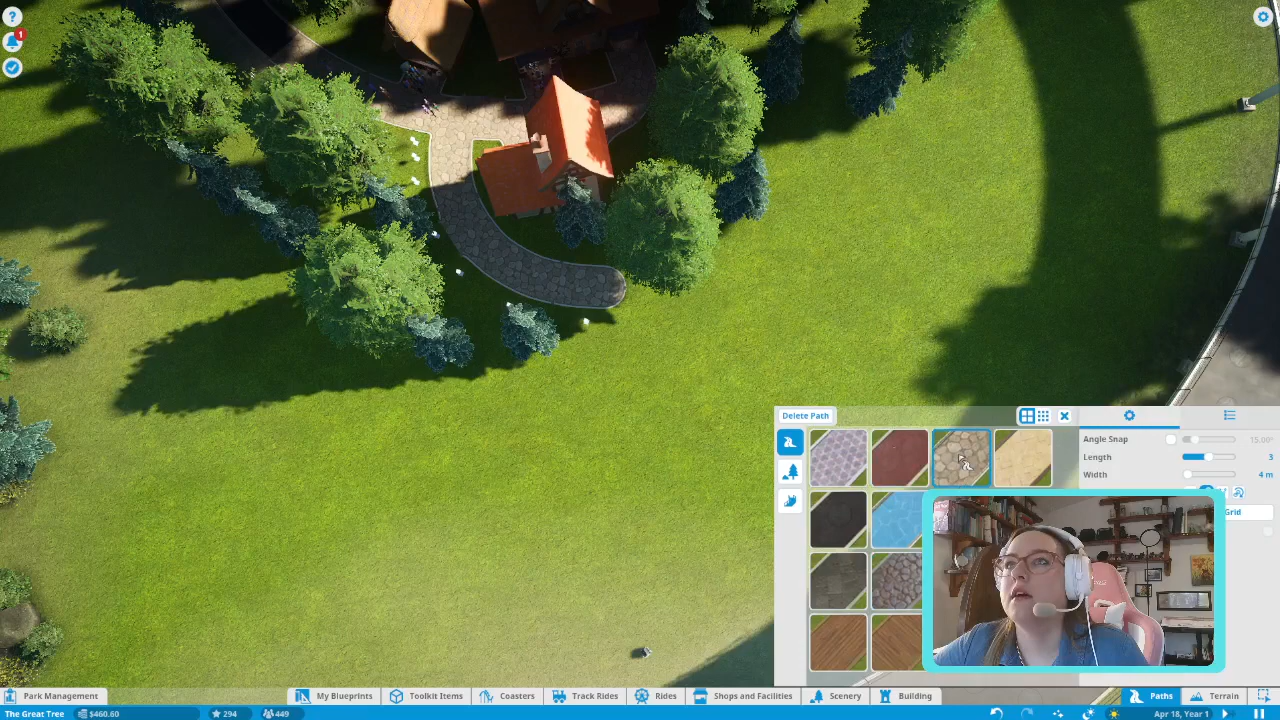 ?
1
Delete Path
Angle Snap 15.00°
Length 3
Width 4 m
Grid
Park Management
My Blueprints
Toolkit Items
Coasters
Track Rides
Rides
Shops and Facilities
Scenery
Building
Paths
Terrain
The Great Tree
$460.60
294
449
Apr 18, Year 1